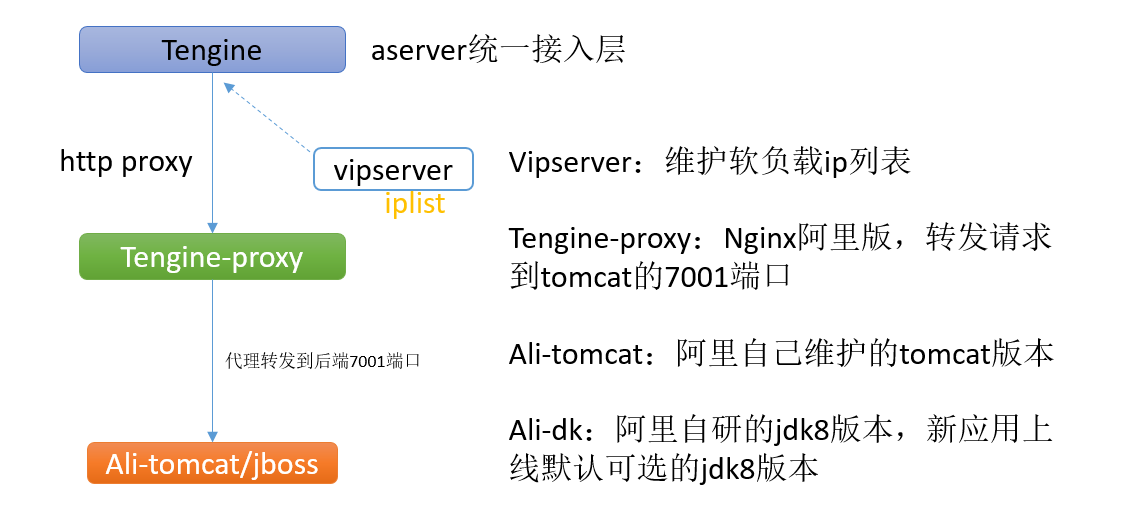 Tengine
aserver统一接入层
http proxy
vipserver
iplist
Vipserver：维护软负载ip列表
Tengine-proxy
Tengine-proxy：Nginx阿里版，转发请求
到tomcat的7001端口
代理转发到后端7001端口
Ali-tomcat：阿里自己维护的tomcat版本
Ali-tomcat/jboss
Ali-dk：阿里自研的jdk8版本，新应用上
线默认可选的jdk8版本